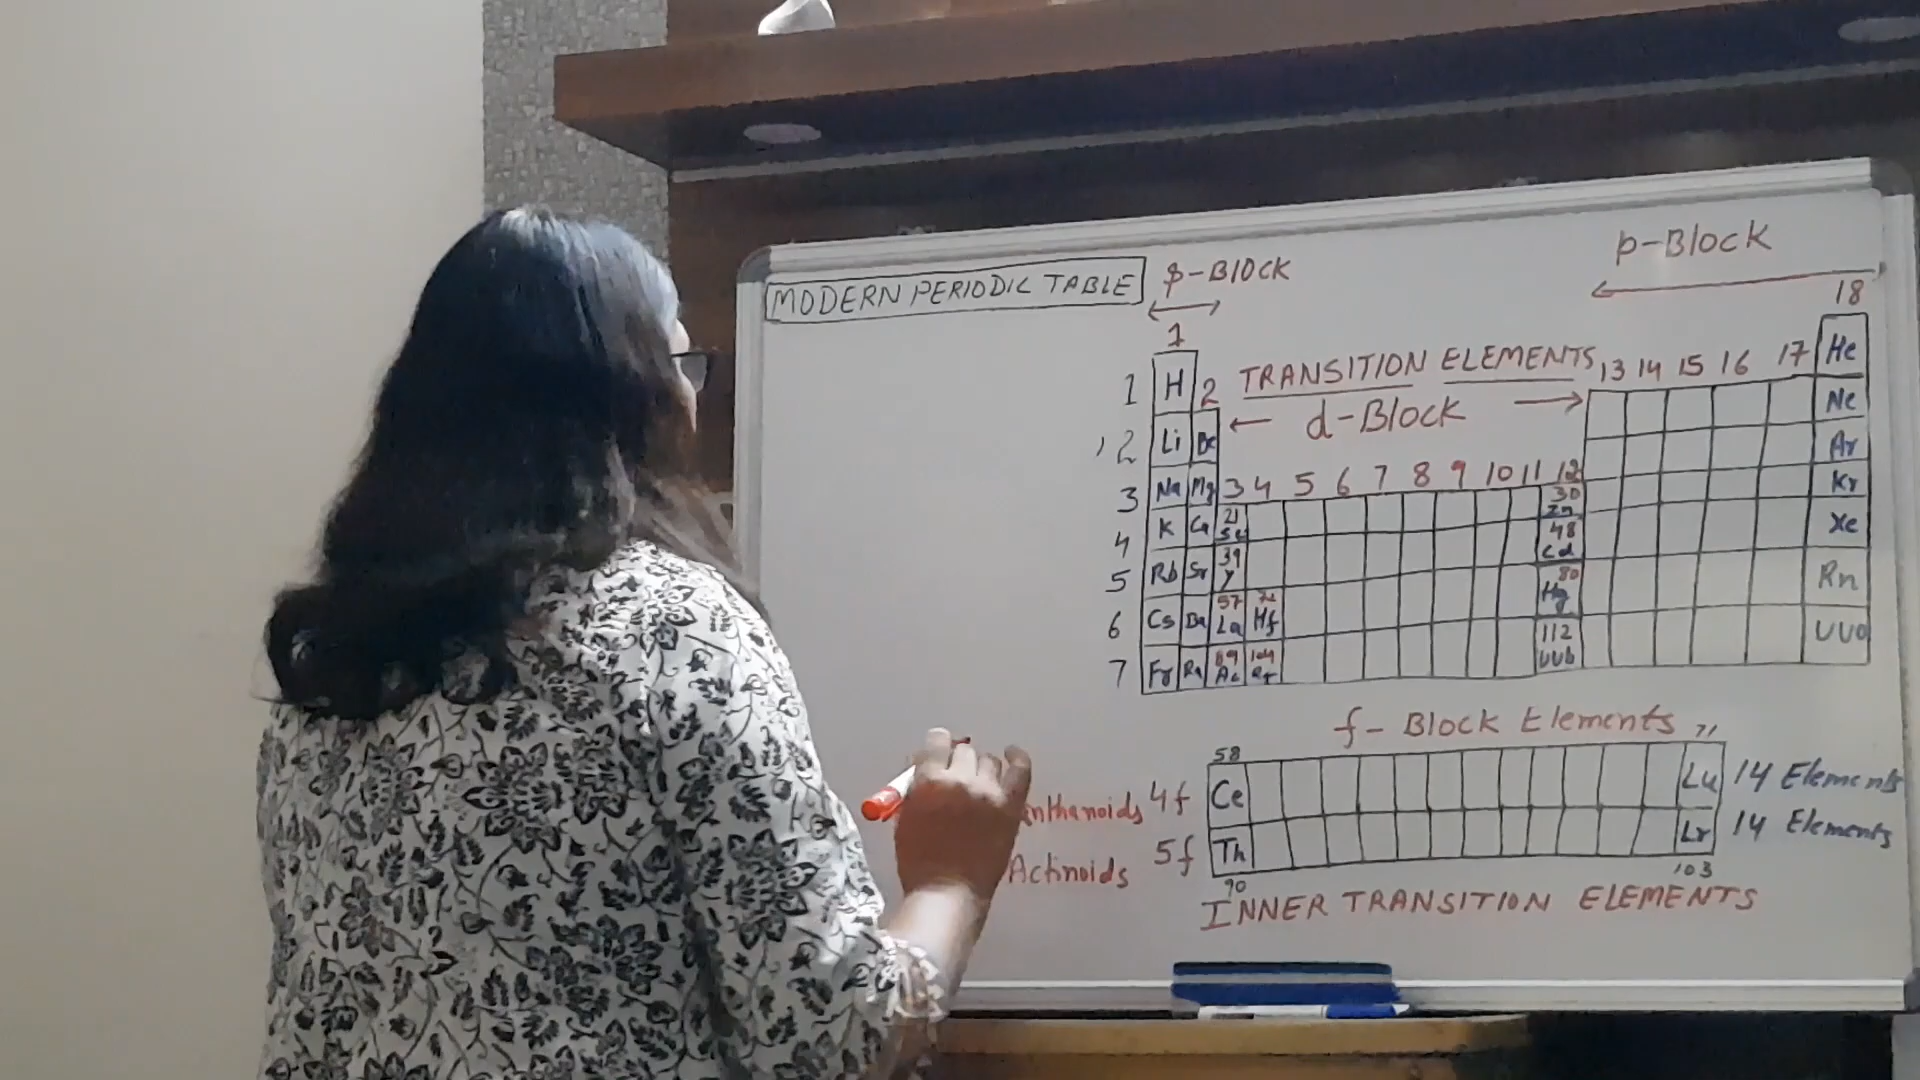 MODERN PERIODIC TABLE
s-BLOCK
p-BLOCK
18
1
1 H 2 TRANSITION ELEMENTS 13 14 15 16 17 He
d-BLOCK
2 Li Be Ne
3 Na Mg 3 4 5 6 7 8 9 10 11 12 Ar
4 K Ca 21 Sc 30 Zn Kr
5 Rb Sr 39 Y 48 Cd Xe
6 Cs Ba 57 La 72 Hf 80 Hg Rn
7 Fr Ra 89 Ac 104 Rf 112 UUb UUo
f- BLOCK Elements
58 71
nthanoids 4f Ce Lu 14 Elements
Actinoids 5f Th Lr 14 Elements
90 103
INNER TRANSITION ELEMENTS